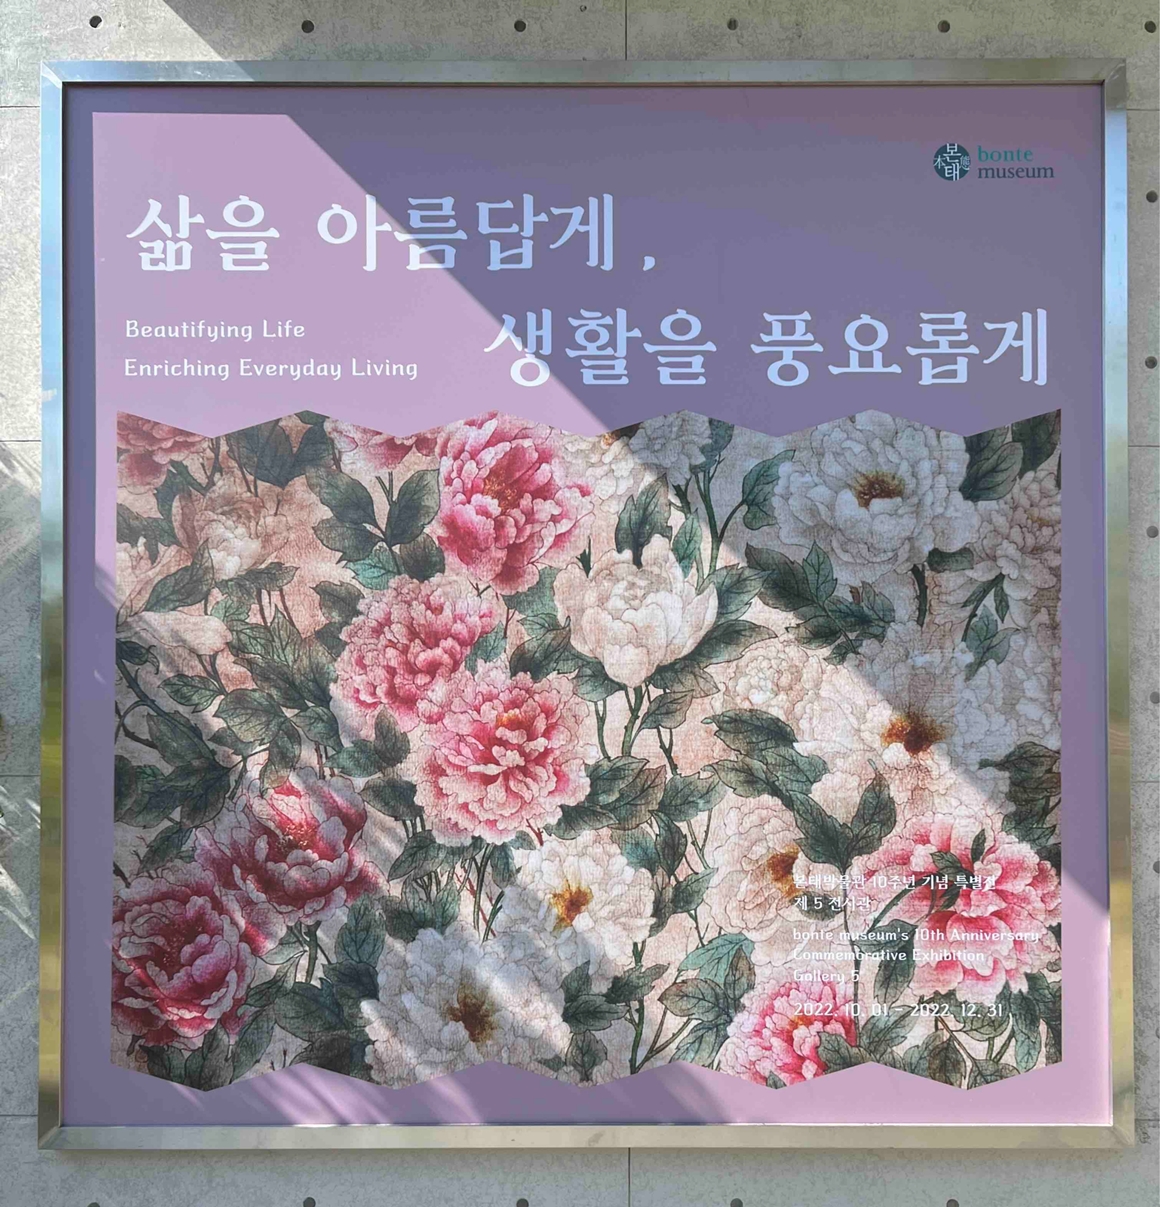 본태
本態
bonte
museum
삶을 아름답게,
생활을 풍요롭게
Beautifying Life
Enriching Everyday Living
본태박물관 10주년 기념 특별전
제 5 전시관
bonte museum's 10th Anniversary
Commemorative Exhibition
Gallery 5
2022. 10. 01. – 2022. 12. 31